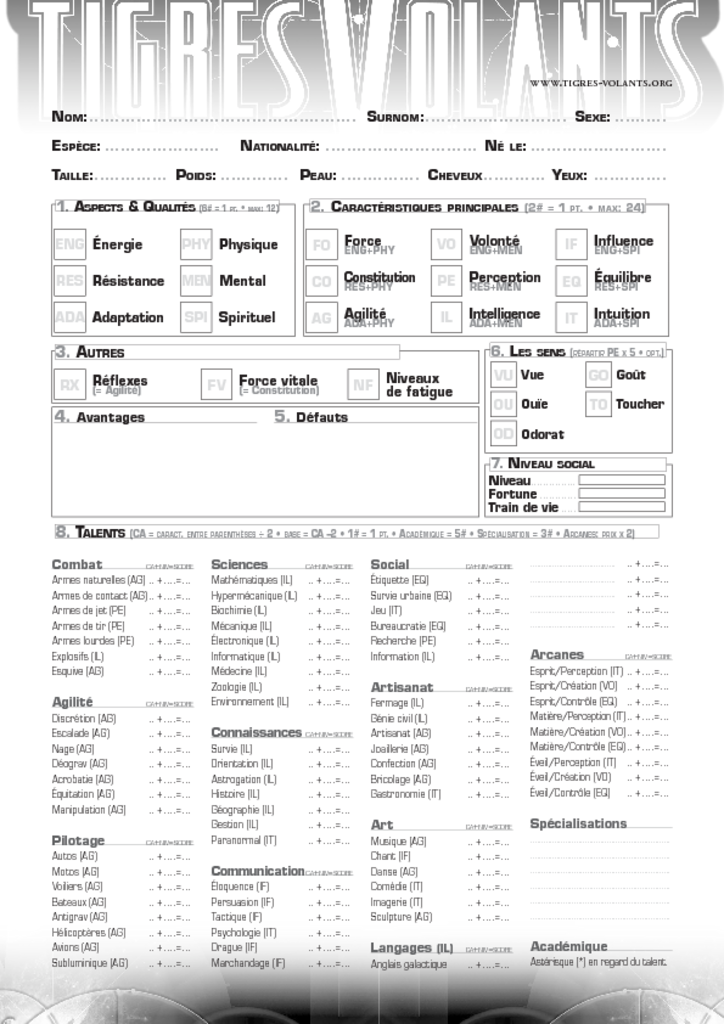 TIGRES VOLANTS
WWW.TIGRES-VOLANTS.ORG
NOM: SURNOM: SEXE:
ESPÈCE: NATIONALITÉ: NÉ LE:
TAILLE: POIDS: PEAU: CHEVEUX YEUX:
1. ASPECTS & QUALITÉS (6# = 1 PT. • MAX: 12)
ENG Énergie PHY Physique
RES Résistance MEN Mental
ADA Adaptation SPI Spirituel
2. CARACTÉRISTIQUES PRINCIPALES (2# = 1 PT. • MAX: 24)
FO Force VO Volonté IF Influence
ENG+PHY ENG+MEN ENG+SPI
CO Constitution PE Perception EQ Équilibre
RES+PHY RES+MEN RES+SPI
AG Agilité IL Intelligence IT Intuition
ADA+PHY ADA+MEN ADA+SPI
3. AUTRES
RX Réflexes FV Force vitale NF Niveaux
(= Agilité) (= Constitution) de fatigue
4. Avantages 5. Défauts
6. LES SENS (RÉPARTIR PE X 5 • OPT.)
VU Vue GO Goût
OU Ouïe TO Toucher
OD Odorat
7. NIVEAU SOCIAL
Niveau
Fortune
Train de vie
8. TALENTS (CA = CARACT. ENTRE PARENTHÈSES ÷ 2 • BASE = CA –2 • 1# = 1 PT. • ACADÉMIQUE = 5# • SPÉCIALISATION = 3# • ARCANES: PRIX X 2)
Combat CA+NIV=SCORE
Armes naturelles (AG) .. +....=...
Armes de contact (AG).. +....=...
Armes de jet (PE) .. +....=...
Armes de tir (PE) .. +....=...
Armes lourdes (PE) .. +....=...
Explosifs (IL) .. +....=...
Esquive (AG) .. +....=...
Agilité CA+NIV=SCORE
Discrétion (AG) .. +....=...
Escalade (AG) .. +....=...
Nage (AG) .. +....=...
Déograv (AG) .. +....=...
Acrobatie (AG) .. +....=...
Équitation (AG) .. +....=...
Manipulation (AG) .. +....=...
Pilotage CA+NIV=SCORE
Autos (AG) .. +....=...
Motos (AG) .. +....=...
Voiliers (AG) .. +....=...
Bateaux (AG) .. +....=...
Antigrav (AG) .. +....=...
Hélicoptères (AG) .. +....=...
Avions (AG) .. +....=...
Subluminique (AG) .. +....=...
Sciences CA+NIV=SCORE
Mathématiques (IL) .. +....=...
Hypermécanique (IL) .. +....=...
Biochimie (IL) .. +....=...
Mécanique (IL) .. +....=...
Électronique (IL) .. +....=...
Informatique (IL) .. +....=...
Médecine (IL) .. +....=...
Zoologie (IL) .. +....=...
Environnement (IL) .. +....=...
Connaissances CA+NIV=SCORE
Survie (IL) .. +....=...
Orientation (IL) .. +....=...
Astrogation (IL) .. +....=...
Histoire (IL) .. +....=...
Géographie (IL) .. +....=...
Gestion (IL) .. +....=...
Paranormal (IT) .. +....=...
Communication CA+NIV=SCORE
Éloquence (IF) .. +....=...
Persuasion (IF) .. +....=...
Tactique (IF) .. +....=...
Psychologie (IT) .. +....=...
Drague (IF) .. +....=...
Marchandage (IF) .. +....=...
Social CA+NIV=SCORE
Étiquette (EQ) .. +....=...
Survie urbaine (EQ) .. +....=...
Jeu (IT) .. +....=...
Bureaucratie (EQ) .. +....=...
Recherche (PE) .. +....=...
Information (IL) .. +....=...
Artisanat CA+NIV=SCORE
Fermage (IL) .. +....=...
Génie civil (IL) .. +....=...
Artisanat (AG) .. +....=...
Joaillerie (AG) .. +....=...
Confection (AG) .. +....=...
Bricolage (AG) .. +....=...
Gastronomie (IT) .. +....=...
Art CA+NIV=SCORE
Musique (AG) .. +....=...
Chant (IF) .. +....=...
Danse (AG) .. +....=...
Comédie (IT) .. +....=...
Imagerie (IT) .. +....=...
Sculpture (AG) .. +....=...
Langages (IL) CA+NIV=SCORE
Anglais galactique .. +....=...
.. +....=...
.. +....=...
.. +....=...
.. +....=...
.. +....=...
Arcanes CA+NIV=SCORE
Esprit/Perception (IT) .. +....=...
Esprit/Création (VO) .. +....=...
Esprit/Contrôle (EQ) .. +....=...
Matière/Perception (IT).. +....=...
Matière/Création (VO).. +....=...
Matière/Contrôle (EQ).. +....=...
Éveil/Perception (IT) .. +....=...
Éveil/Création (VO) .. +....=...
Éveil/Contrôle (EQ) .. +....=...
Spécialisations
Académique
Astérisque (*) en regard du talent.